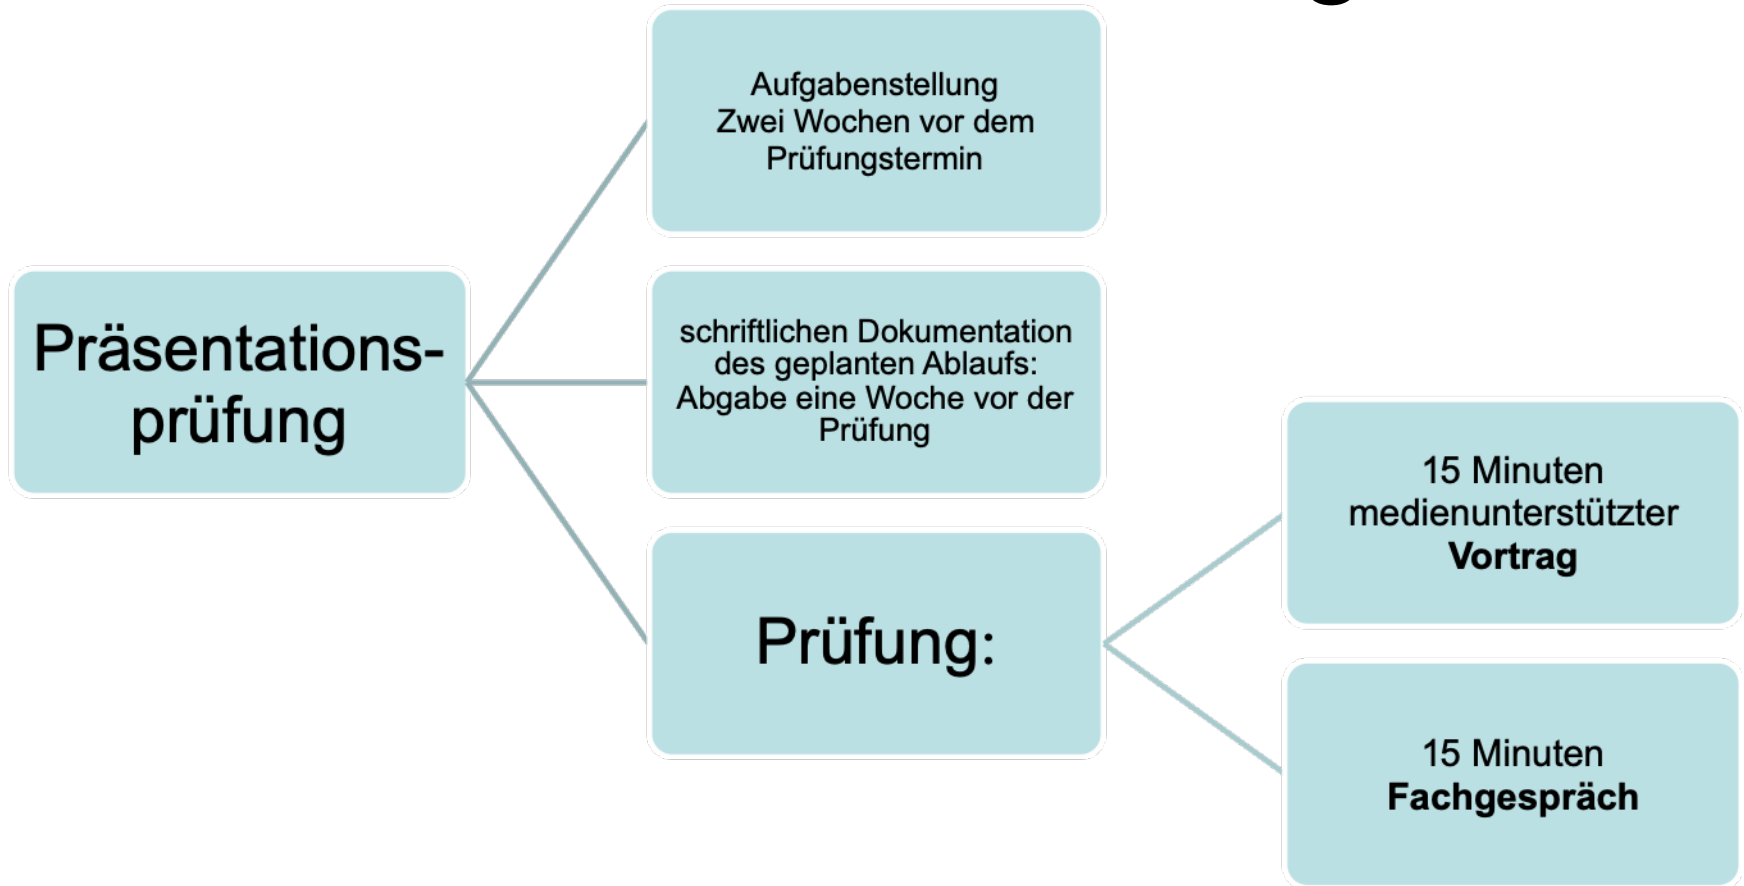 Präsentations-
prüfung
Aufgabenstellung
Zwei Wochen vor dem
Prüfungstermin
schriftlichen Dokumentation
des geplanten Ablaufs:
Abgabe eine Woche vor der
Prüfung
Prüfung:
15 Minuten
medienunterstützter
Vortrag
15 Minuten
Fachgespräch